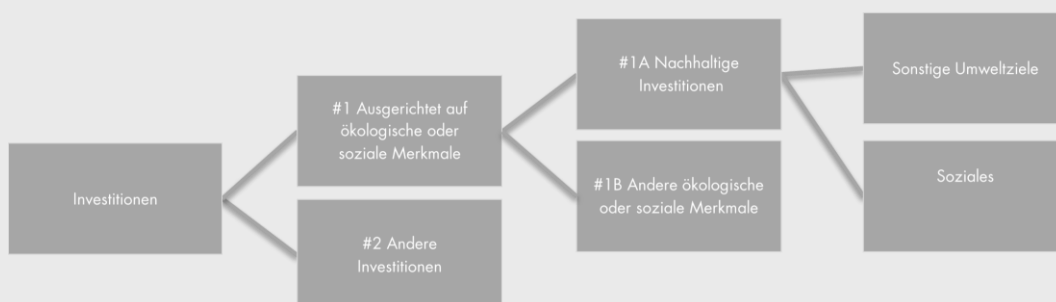 Investitionen
#1 Ausgerichtet auf
ökologische oder
soziale Merkmale
#2 Andere
Investitionen
#1A Nachhaltige
Investitionen
#1B Andere ökologische
oder soziale Merkmale
Sonstige Umweltziele
Soziales